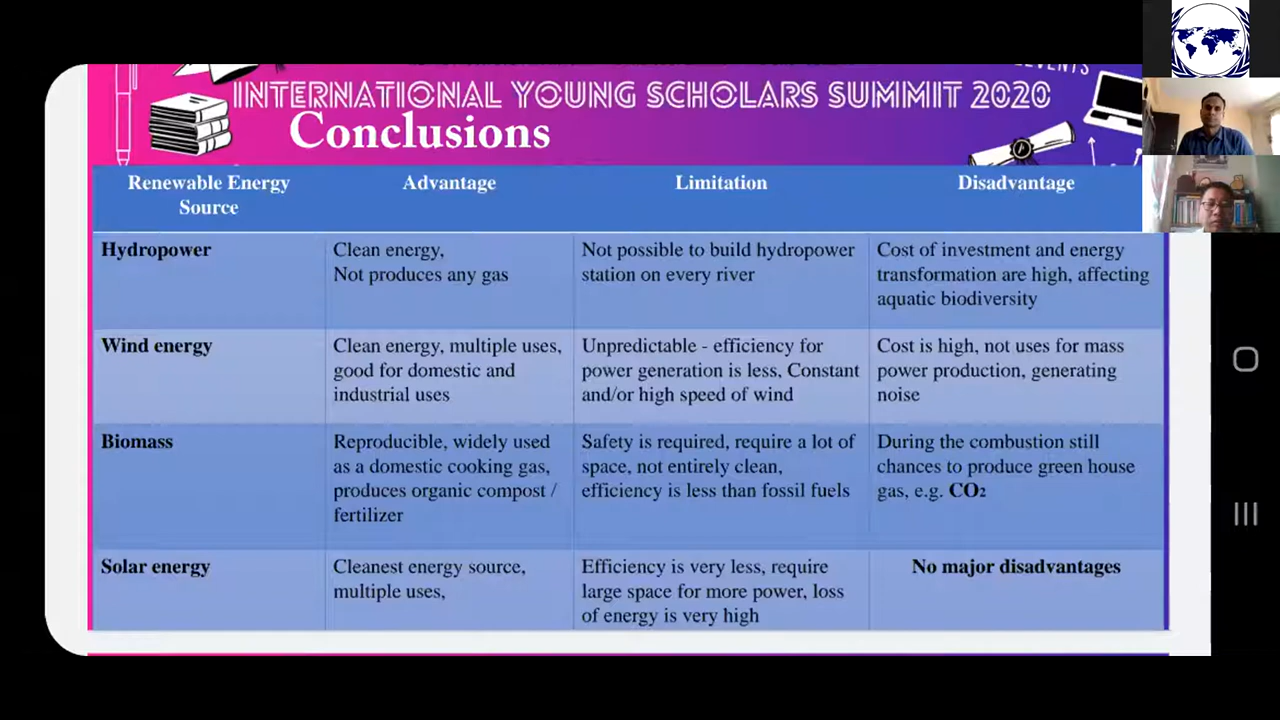 EVENTS
INTERNATIONAL YOUNG SCHOLARS SUMMIT 2020
Conclusions
Renewable Energy
Source
Advantage
Limitation
Disadvantage
Hydropower
Clean energy,
Not produces any gas
Not possible to build hydropower
station on every river
Cost of investment and energy
transformation are high, affecting
aquatic biodiversity
Wind energy
Clean energy, multiple uses,
good for domestic and
industrial uses
Unpredictable - efficiency for
power generation is less, Constant
and/or high speed of wind
Cost is high, not uses for mass
power production, generating
noise
Biomass
Reproducible, widely used
as a domestic cooking gas,
produces organic compost /
fertilizer
Safety is required, require a lot of
space, not entirely clean,
efficiency is less than fossil fuels
During the combustion still
chances to produce green house
gas, e.g. CO₂
Solar energy
Cleanest energy source,
multiple uses,
Efficiency is very less, require
large space for more power, loss
of energy is very high
No major disadvantages